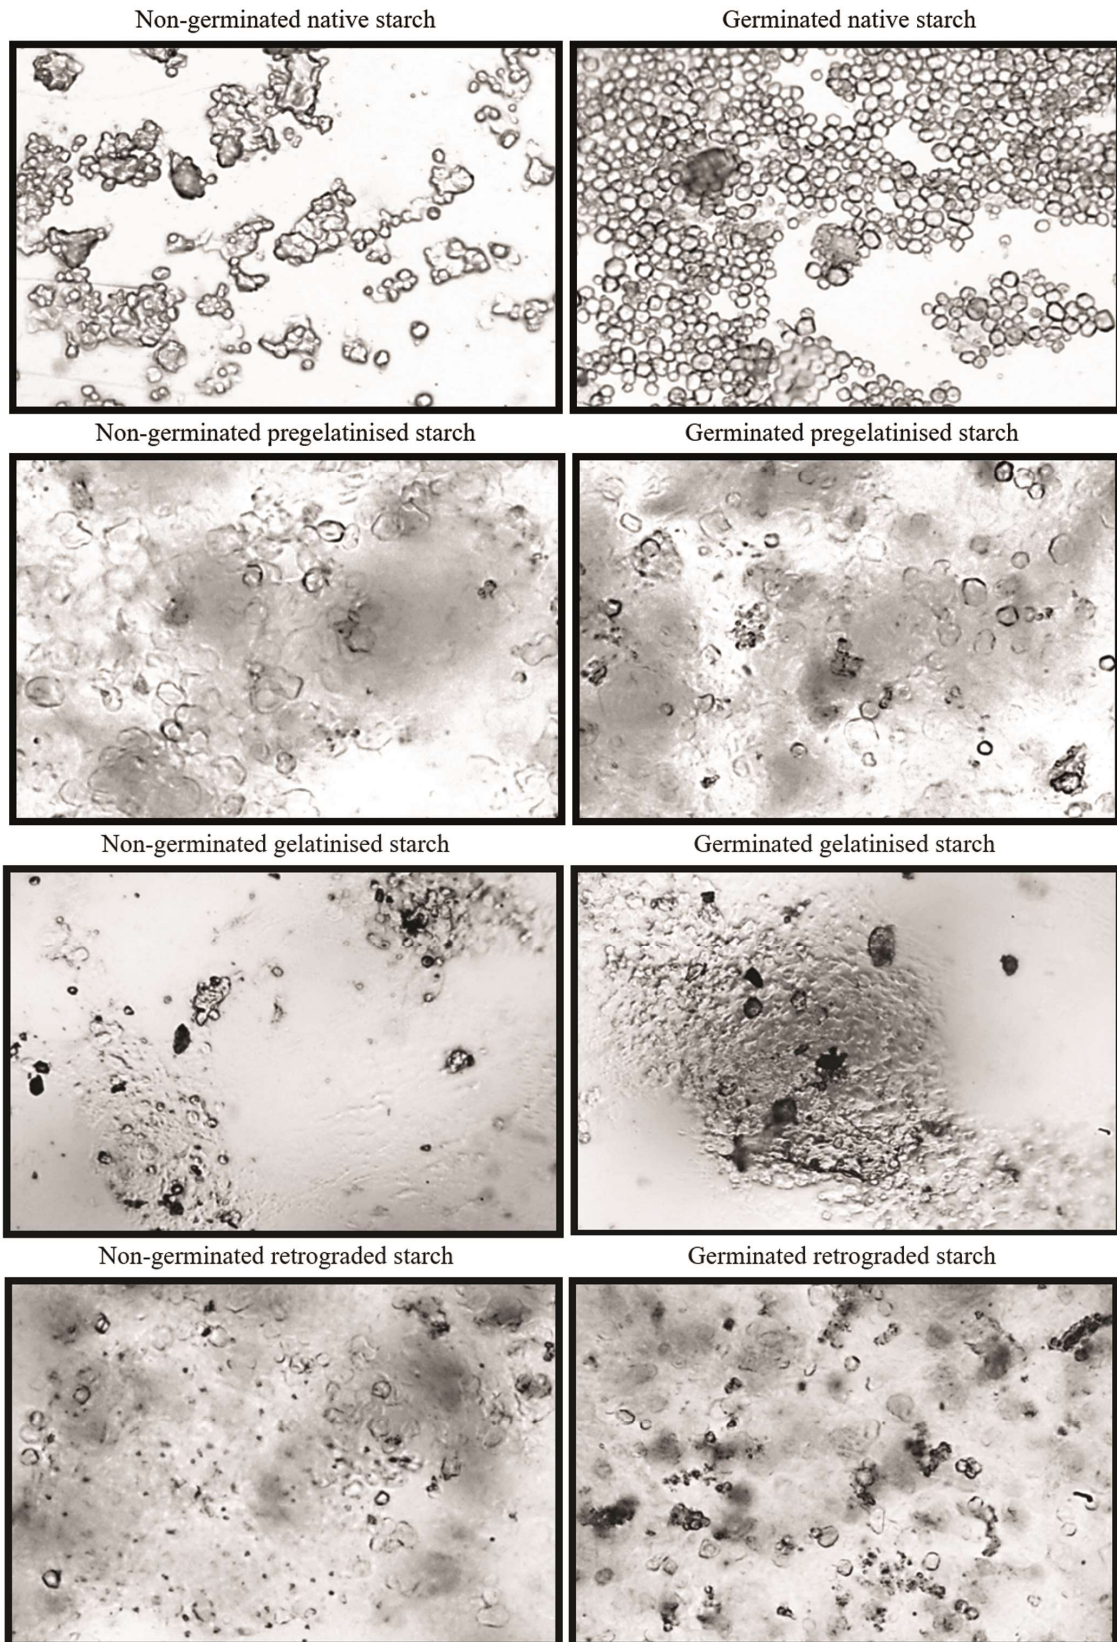 Non-germinated native starch
Germinated native starch
Non-germinated pregelatinised starch
Germinated pregelatinised starch
Non-germinated gelatinised starch
Germinated gelatinised starch
Non-germinated retrograded starch
Germinated retrograded starch